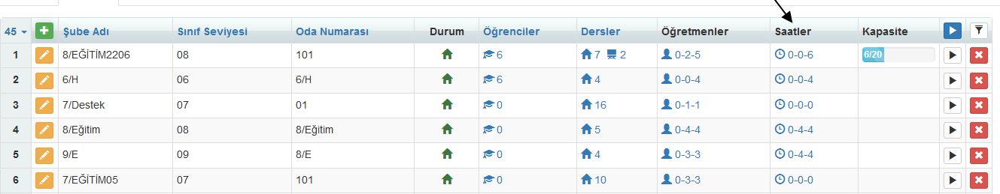 45 Şube Adı Sınıf Seviyesi Oda Numarası Durum Öğrenciler Dersler Öğretmenler Saatler Kapasite
1 8/EĞİTİM2206 08 101 6 7 2 0-2-5 0-0-6 6/20
2 6/H 06 6/H 6 4 0-0-4 0-0-4
3 7/Destek 07 01 0 16 0-1-1 0-0-0
4 8/Eğitim 08 8/Eğitim 0 5 0-4-4 0-4-4
5 9/E 09 8/E 0 4 0-3-3 0-4-4
6 7/EĞİTİM05 07 101 0 10 0-3-3 0-0-0